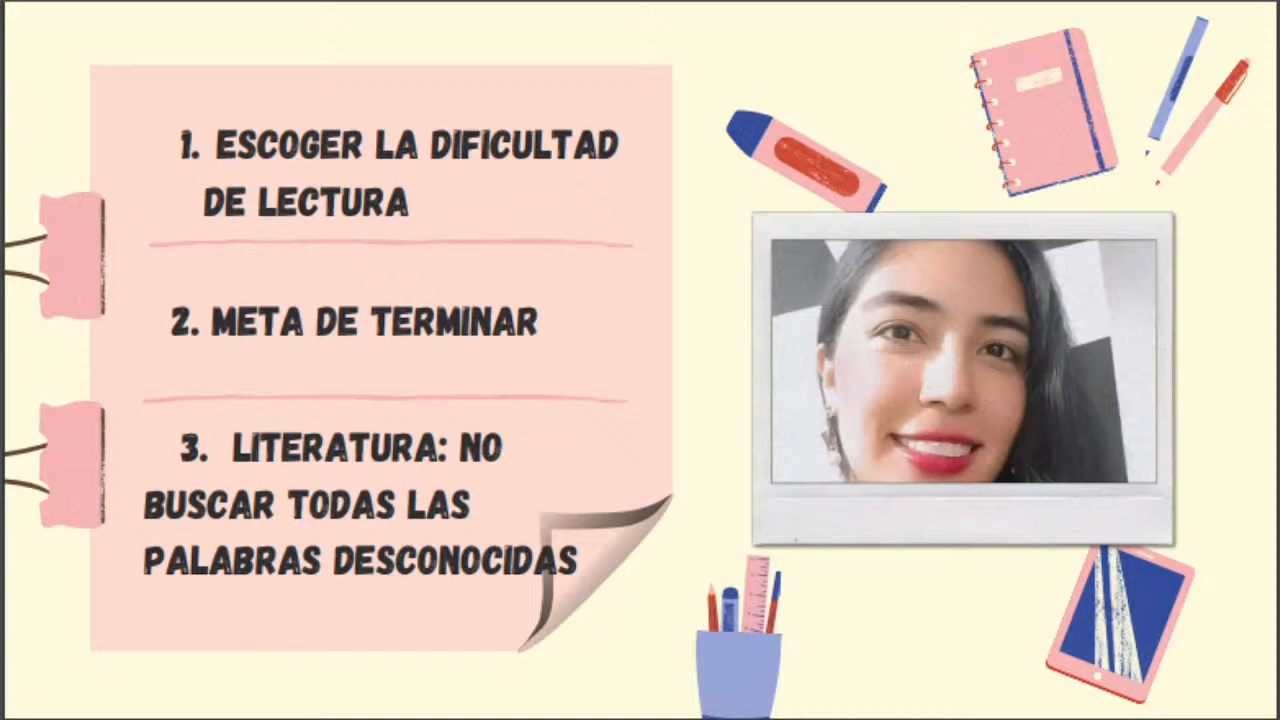 1. ESCOGER LA DIFICULTAD
DE LECTURA
2. META DE TERMINAR
3. LITERATURA: NO
BUSCAR TODAS LAS
PALABRAS DESCONOCIDAS